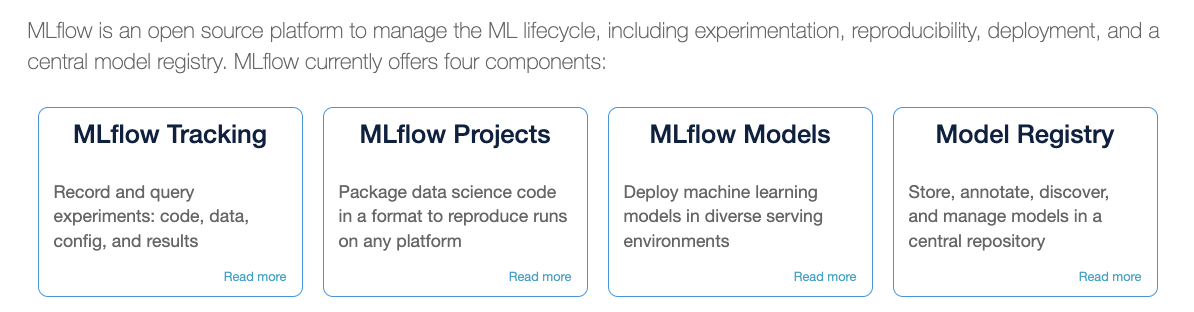 MLflow is an open source platform to manage the ML lifecycle, including experimentation, reproducibility, deployment, and a
central model registry. MLflow currently offers four components:
MLflow Tracking
Record and query
experiments: code, data,
config, and results
Read more
MLflow Projects
Package data science code
in a format to reproduce runs
on any platform
Read more
MLflow Models
Deploy machine learning
models in diverse serving
environments
Read more
Model Registry
Store, annotate, discover,
and manage models in a
central repository
Read more